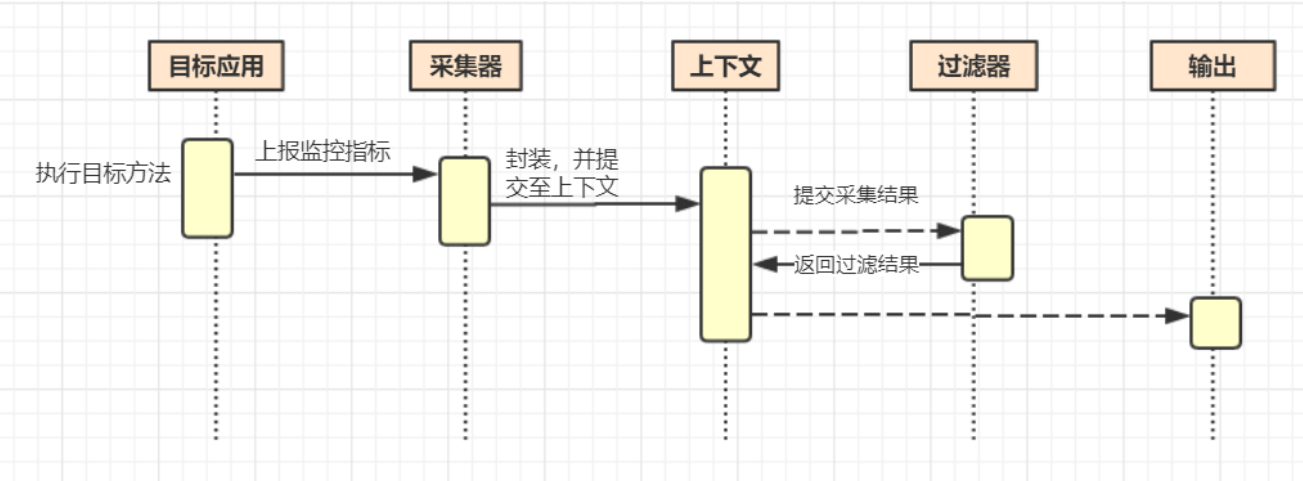 目标应用
采集器
上下文
过滤器
输出
执行目标方法
上报监控指标
封装，并提
交至上下文
提交采集结果
返回过滤结果